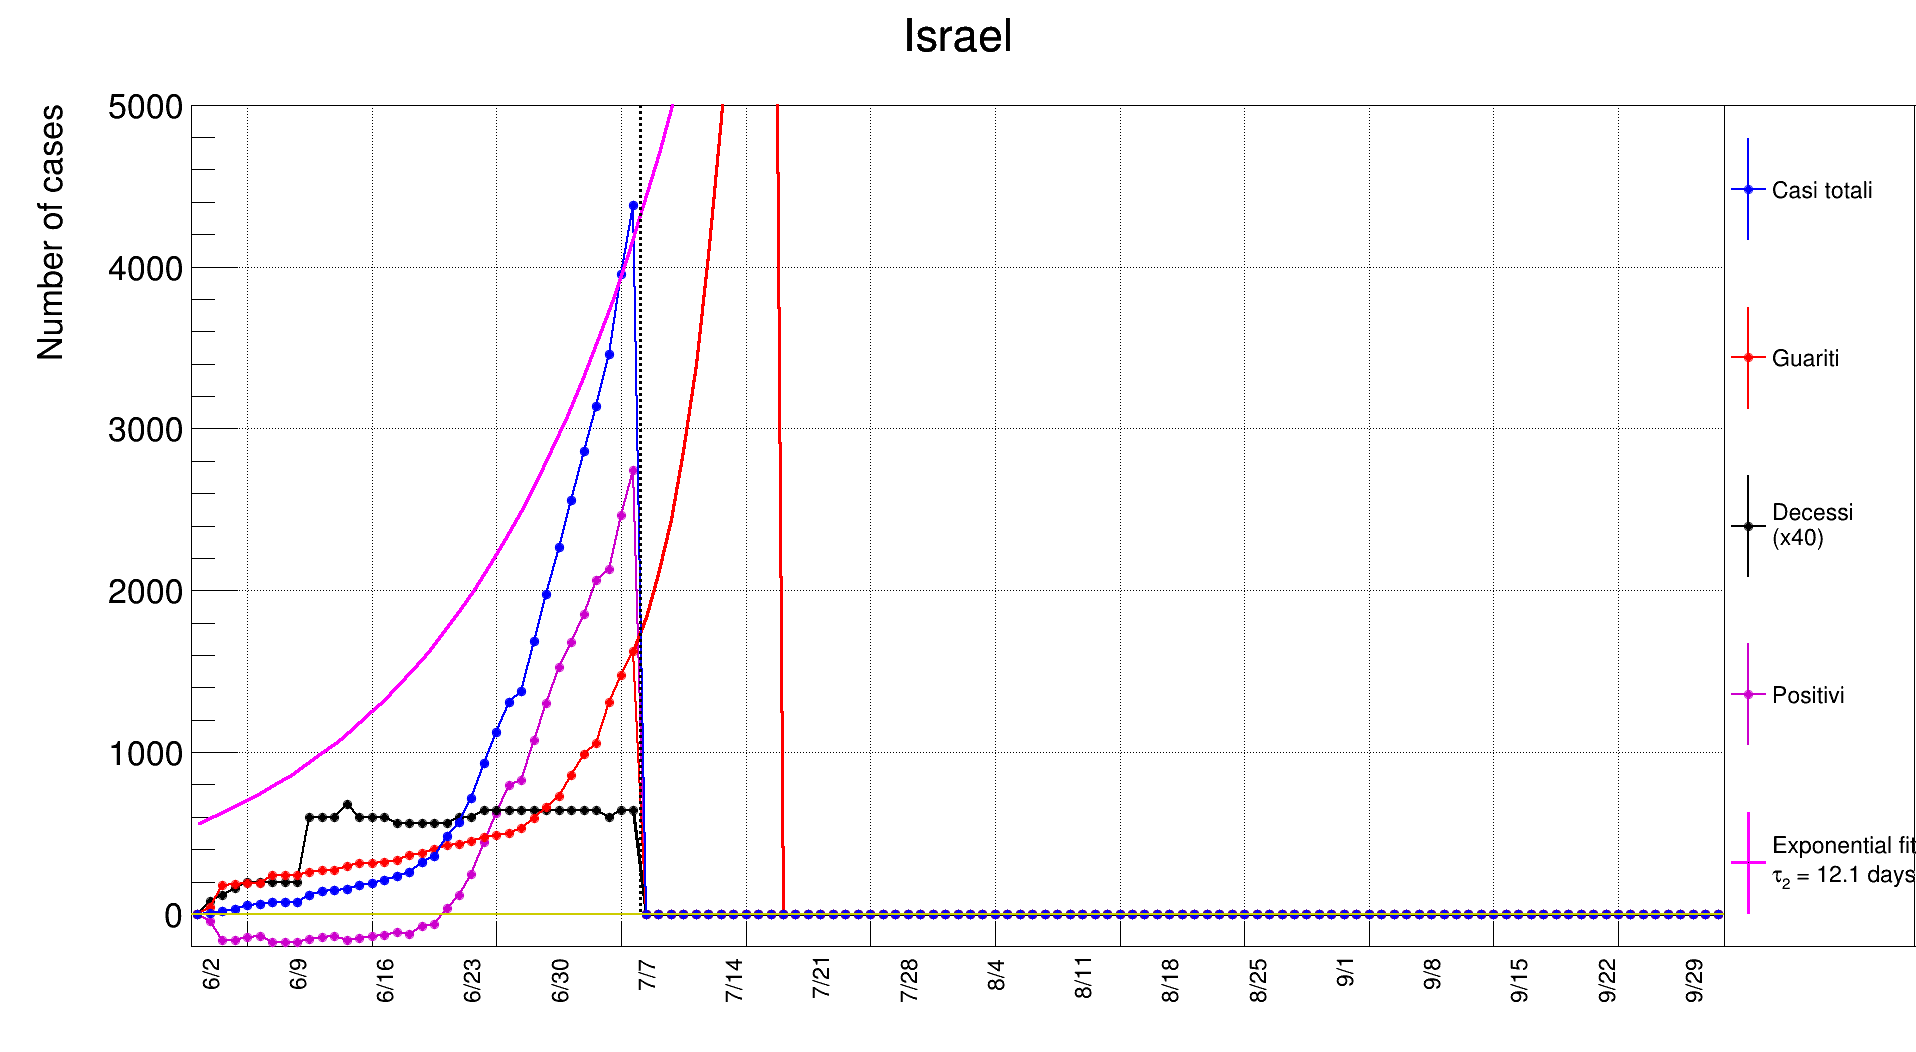 Israel
Number of cases
5000
4000
3000
2000
1000
0
6/2
6/9
6/16
6/23
6/30
7/7
7/14
7/21
7/28
8/4
8/11
8/18
8/25
9/1
9/8
9/15
9/22
9/29
Casi totali
Guariti
Decessi
(x40)
Positivi
Exponential fit
τ₂ = 12.1 days